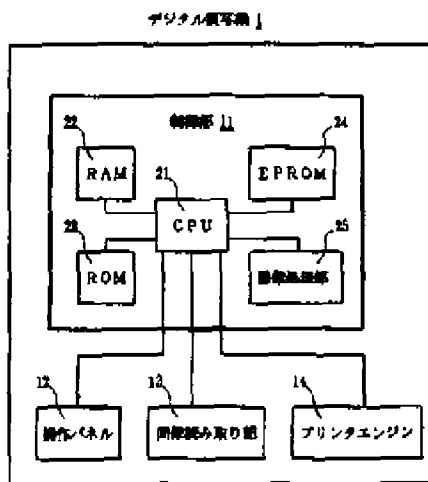 デジタル複写機 1
制御部 11
22
24
RAM
21
EPROM
CPU
23
25
ROM
画像処理部
12
13
14
操作パネル
画像読み取り部
プリンタエンジン